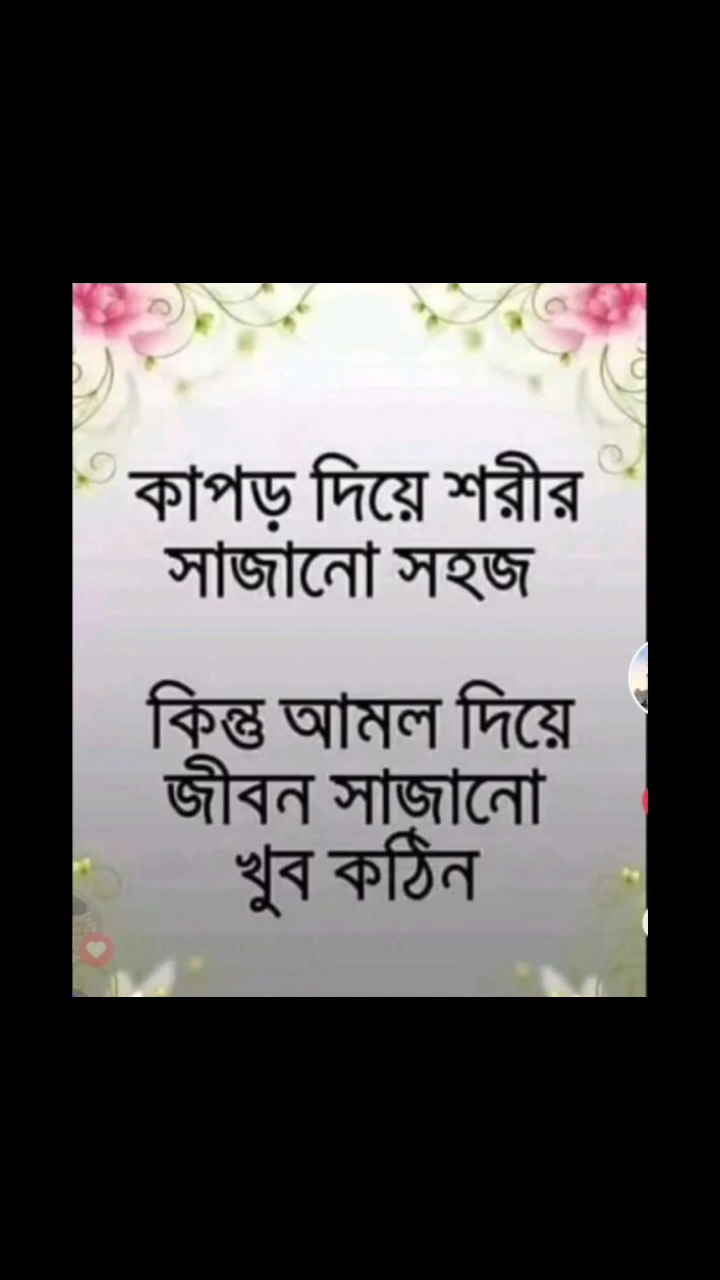 কাপড় দিয়ে শরীর
সাজানো সহজ
কিন্তু আমল দিয়ে
জীবন সাজানো
খুব কঠিন